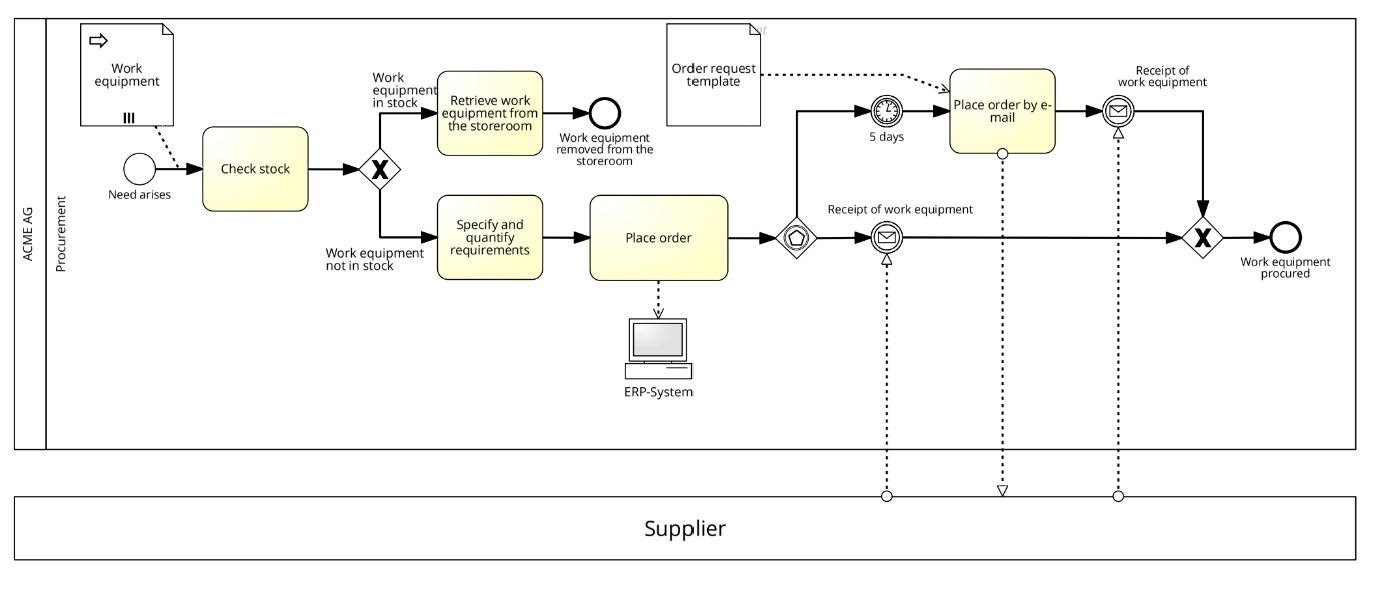 ACME AG
Procurement
Work
equipment
Need arises
Check stock
Work
equipment
in stock
Work equipment
not in stock
Retrieve work
equipment from
the storeroom
Work equipment
removed from the
storeroom
Specify and
quantify
requirements
Place order
ERP-System
Order request
template
5 days
Place order by e-
mail
Receipt of
work equipment
Receipt of work equipment
Work equipment
procured
Supplier